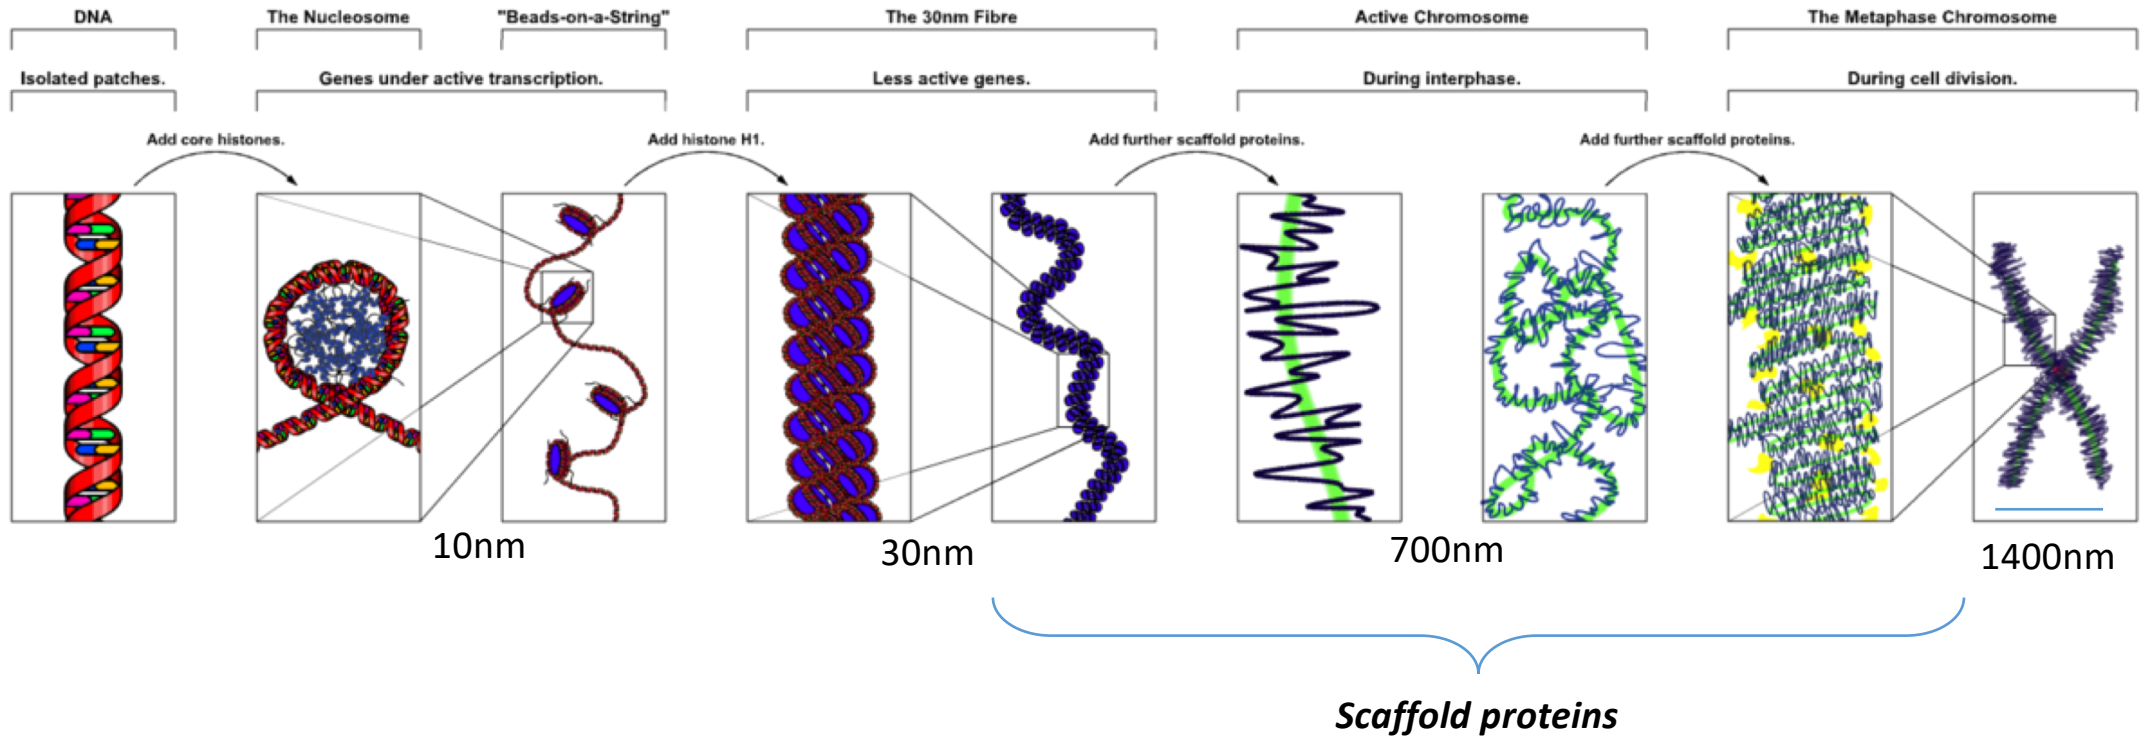 DNA
The Nucleosome
"Beads-on-a-String"
The 30nm Fibre
Active Chromosome
The Metaphase Chromosome
Isolated patches.
Genes under active transcription.
Less active genes.
During interphase.
During cell division.
Add core histones.
Add histone H1.
Add further scaffold proteins.
Add further scaffold proteins.
10nm
30nm
700nm
1400nm
Scaffold proteins